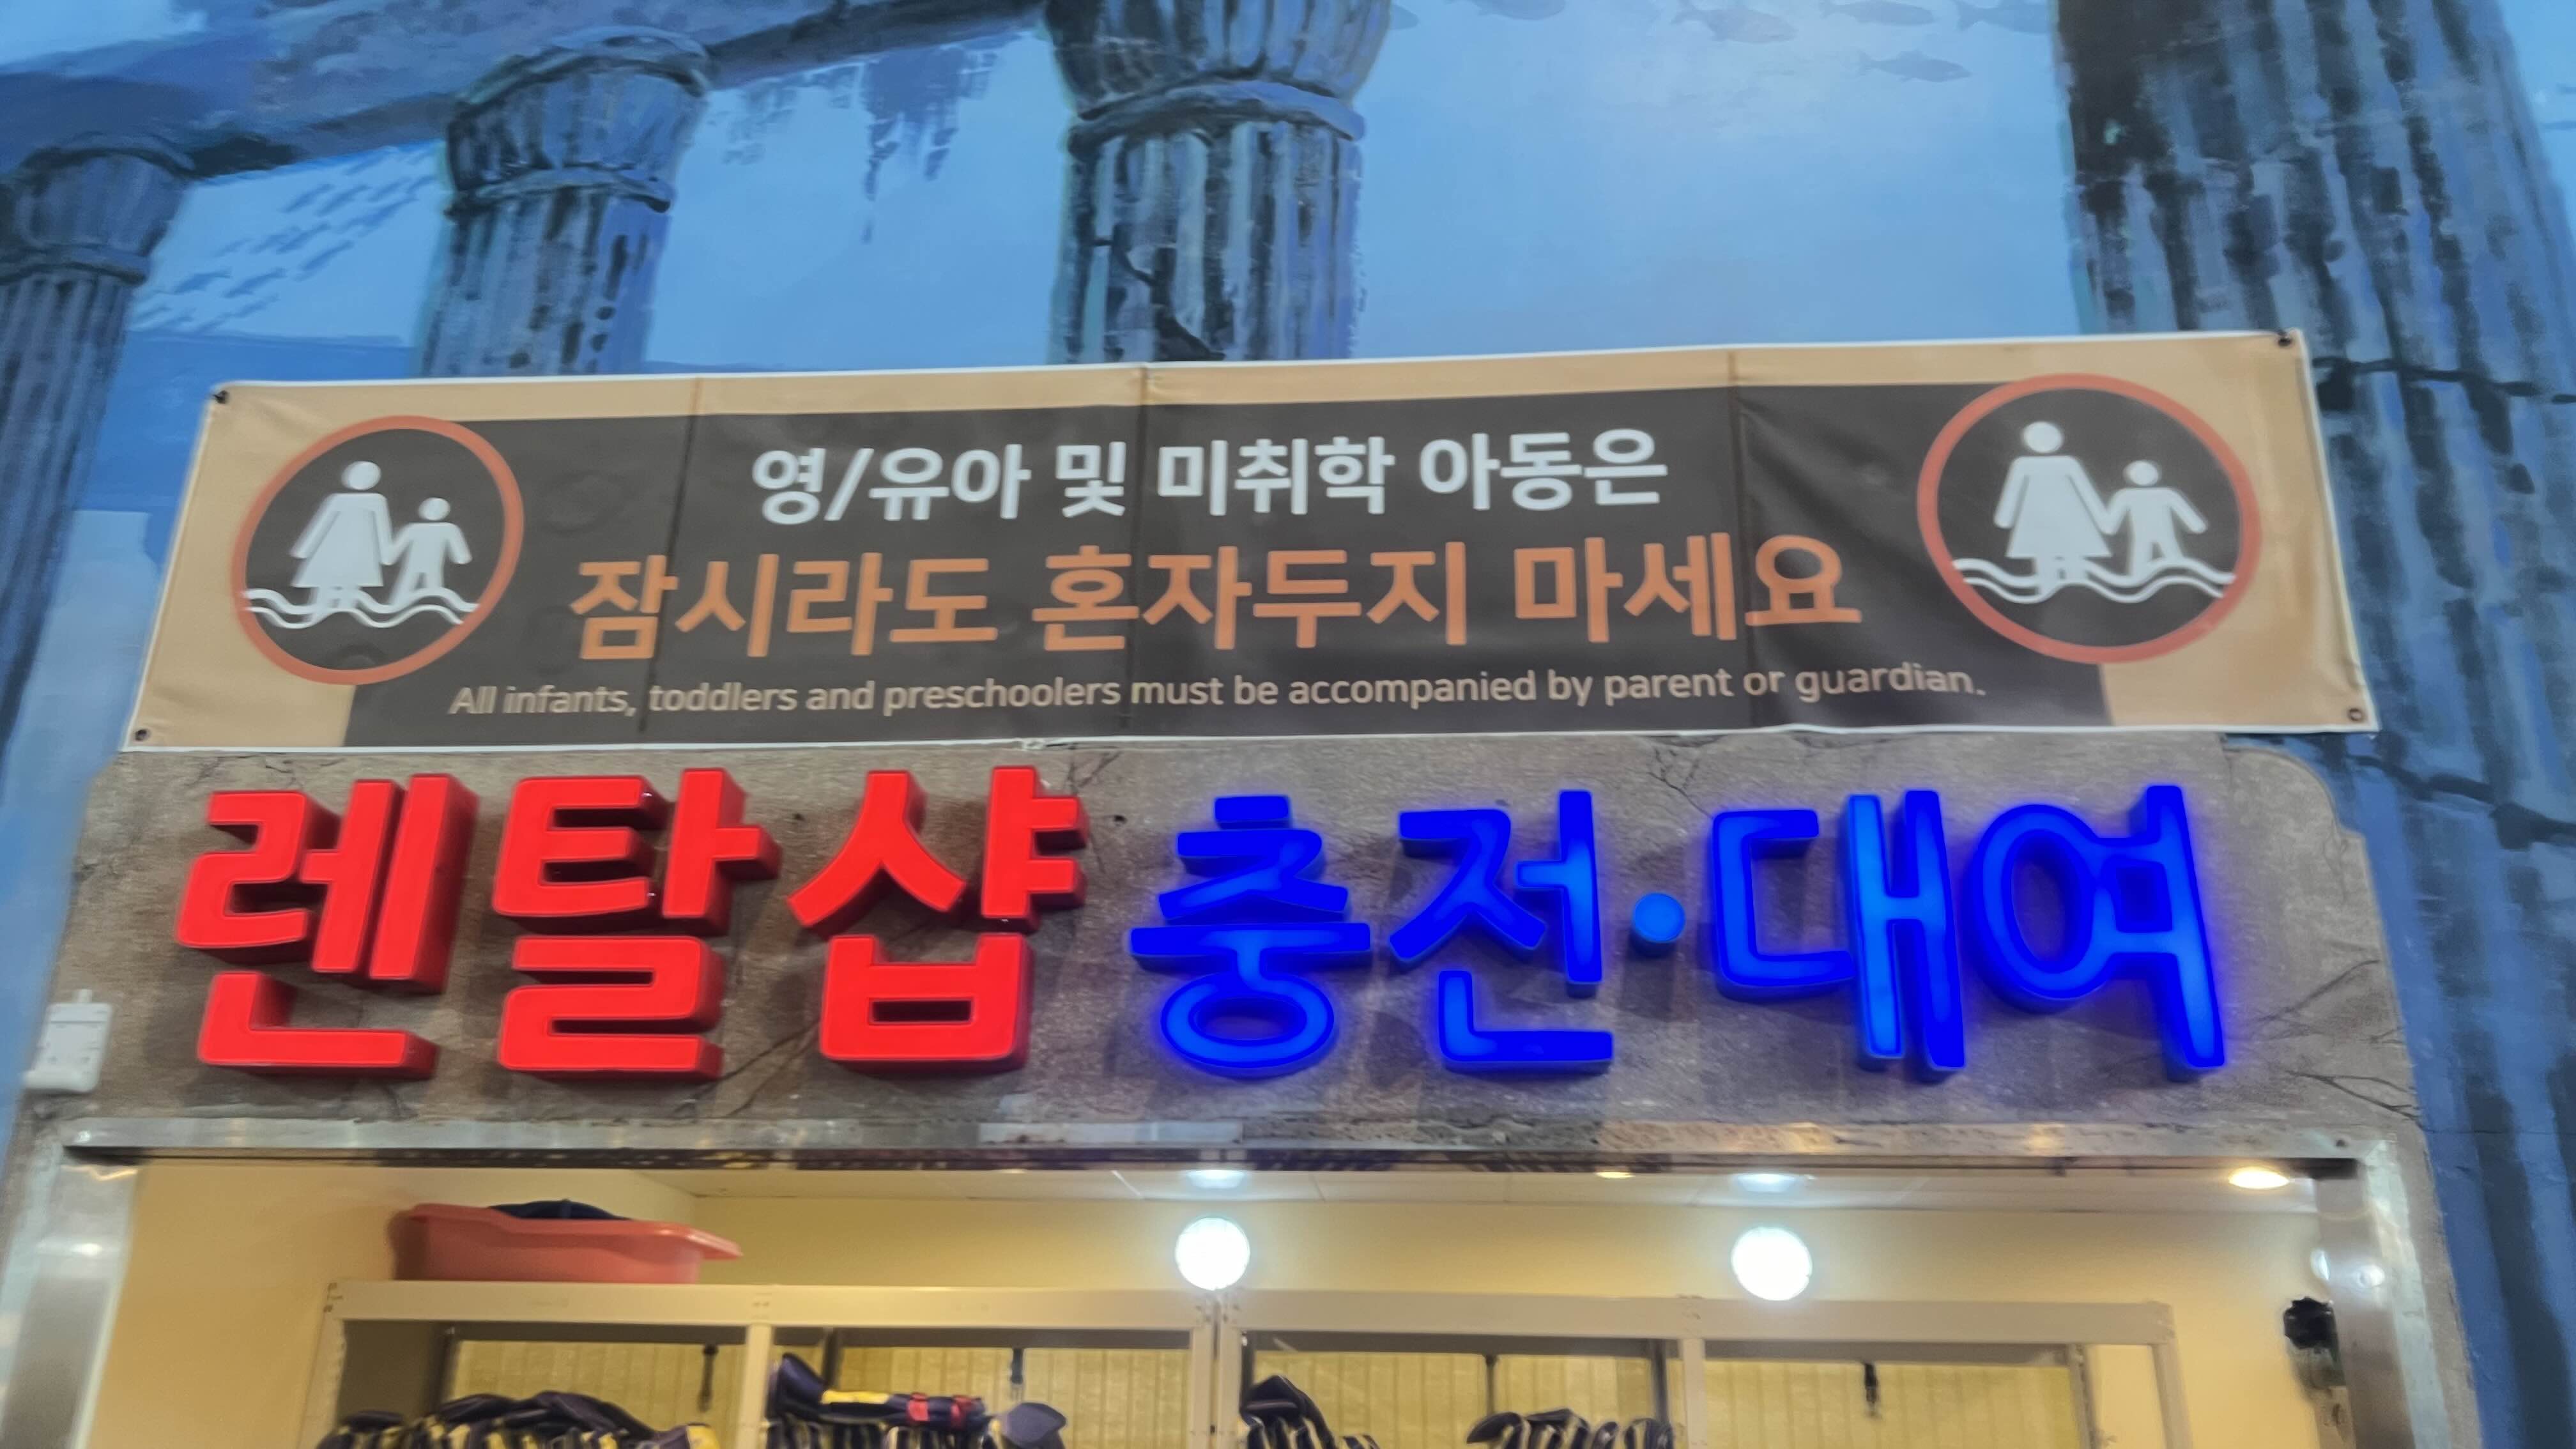 영/유아 및 미취학 아동은
잠시라도 혼자두지 마세요
All infants, toddlers and preschoolers must be accompanied by parent or guardian.
렌탈샵 충전·대여